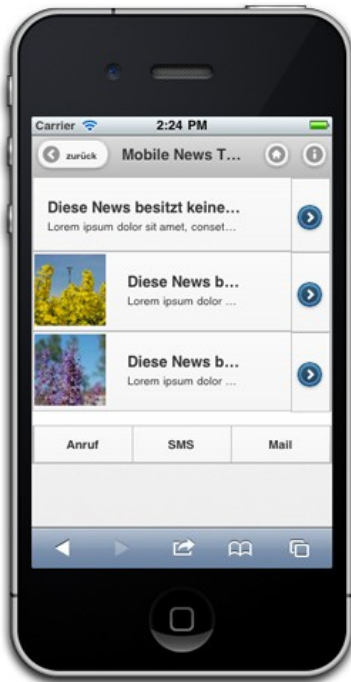 Carrier 2:24 PM
zurück Mobile News T...
Diese News besitzt keine...
Lorem ipsum dolor sit amet, conset...
Diese News b...
Lorem ipsum dolor ...
Diese News b...
Lorem ipsum dolor ...
Anruf SMS Mail